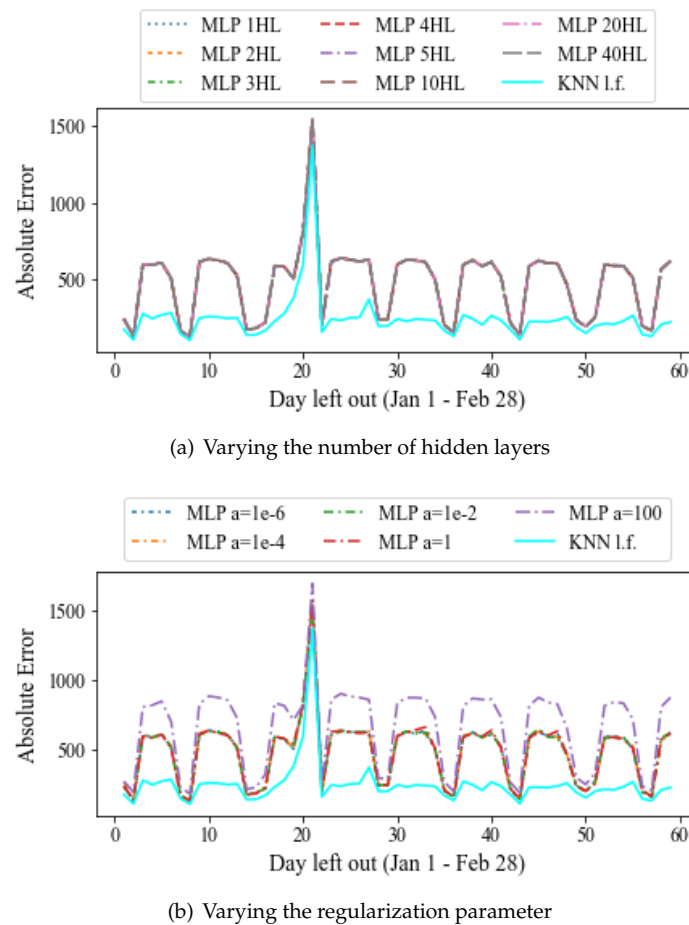 MLP 1HL MLP 4HL MLP 20HL
MLP 2HL MLP 5HL MLP 40HL
MLP 3HL MLP 10HL KNN l.f.
1500
1000
500
Absolute Error
0 10 20 30 40 50 60
Day left out (Jan 1 - Feb 28)
(a) Varying the number of hidden layers
MLP a=1e-6 MLP a=1e-2 MLP a=100
MLP a=1e-4 MLP a=1 KNN l.f.
1500
1000
500
Absolute Error
0 10 20 30 40 50 60
Day left out (Jan 1 - Feb 28)
(b) Varying the regularization parameter